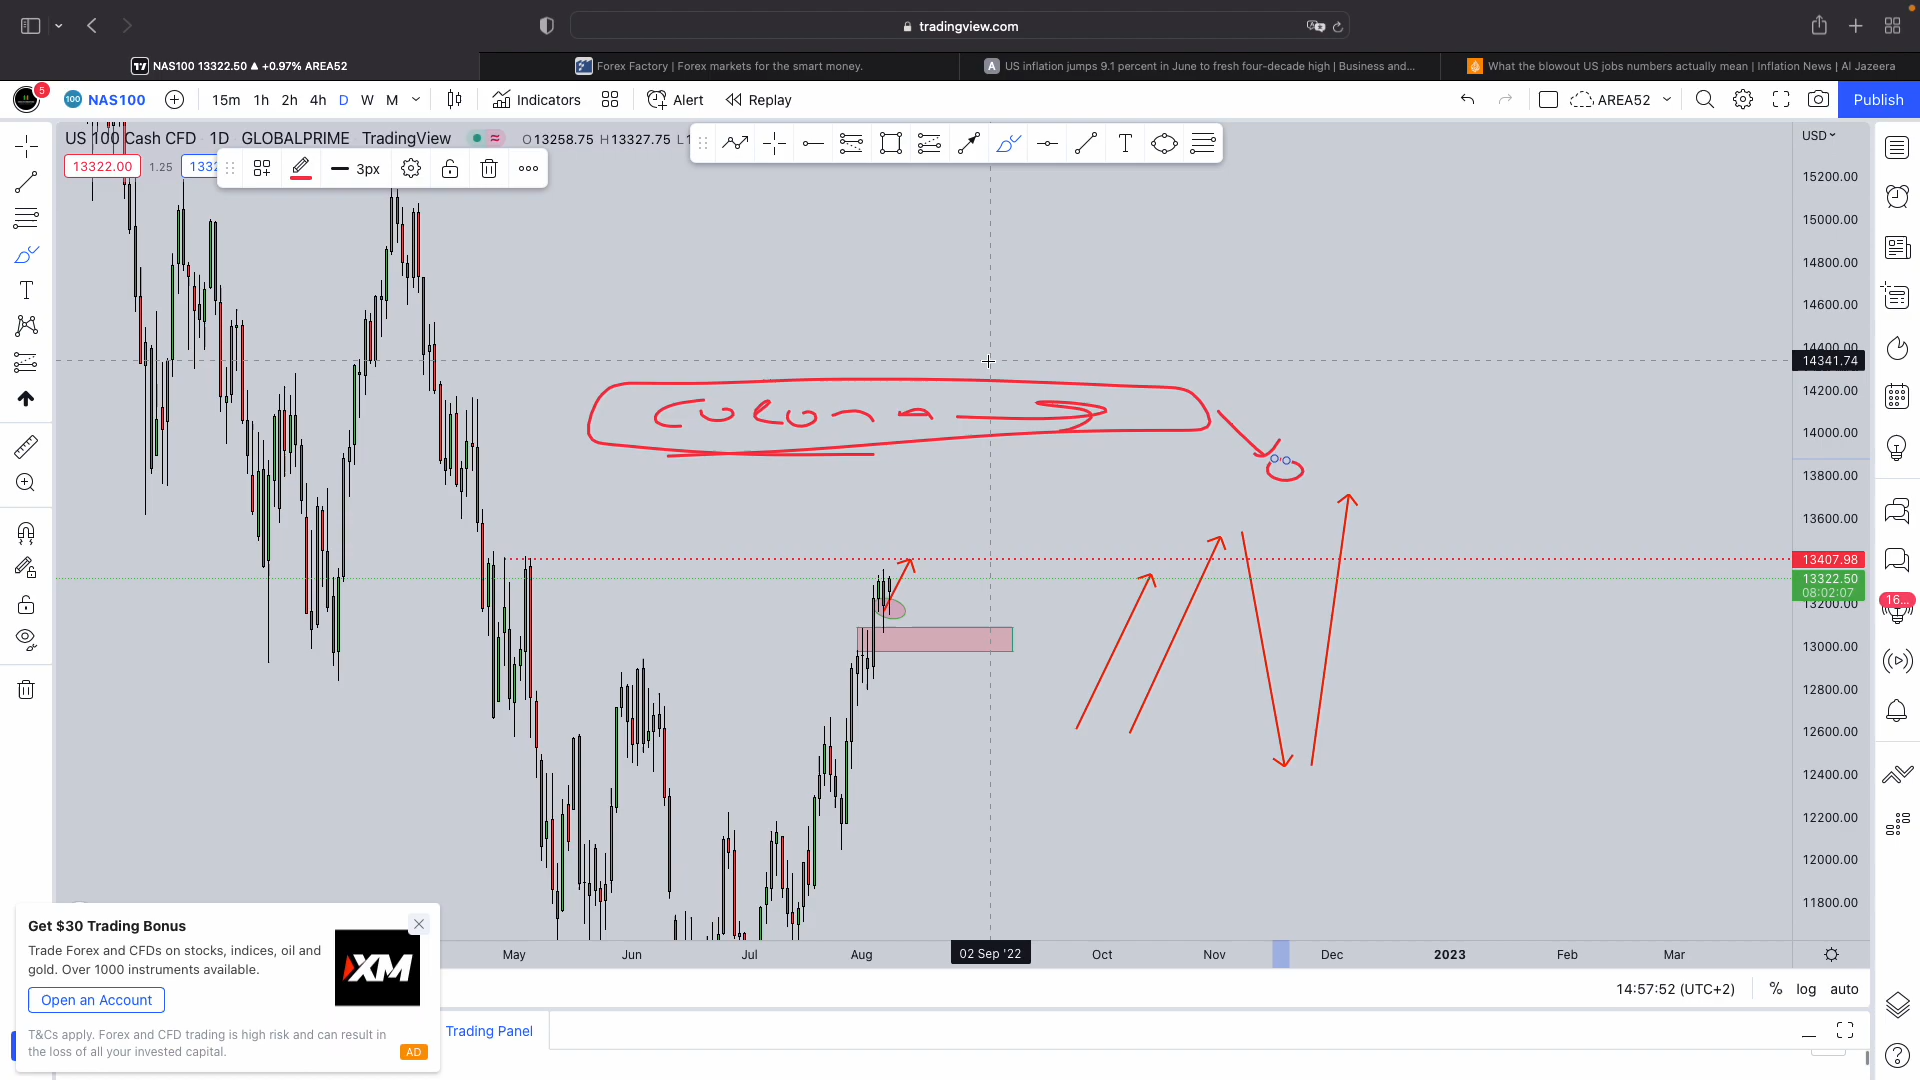 tradingview.com
NAS100 13322.50 ▲ +0.97% AREA52
Forex Factory | Forex markets for the smart money.
A US inflation jumps 9.1 percent in June to fresh four-decade high | Business and...
What the blowout US jobs numbers actually mean | Inflation News | Al Jazeera
5 100 NAS100 15m 1h 2h 4h D W M Indicators Alert Replay AREA52 Publish
US 100 Cash CFD 1D GLOBALPRIME TradingView O13258.75 H13327.75 L1
USD
13322.00 1.25 1332
3px
15200.00
15000.00
14800.00
14600.00
14400.00
14341.74
14200.00
14000.00
13800.00
13600.00
13407.98
13322.50
08:02:07
13200.00
13000.00
12800.00
12600.00
12400.00
12200.00
12000.00
11800.00
16...
May Jun Jul Aug 02 Sep '22 Oct Nov Dec 2023 Feb Mar
14:57:52 (UTC+2) % log auto
Trading Panel
Get $30 Trading Bonus
Trade Forex and CFDs on stocks, indices, oil and
gold. Over 1000 instruments available.
XM
Open an Account
T&Cs apply. Forex and CFD trading is high risk and can result in
the loss of all your invested capital.
AD